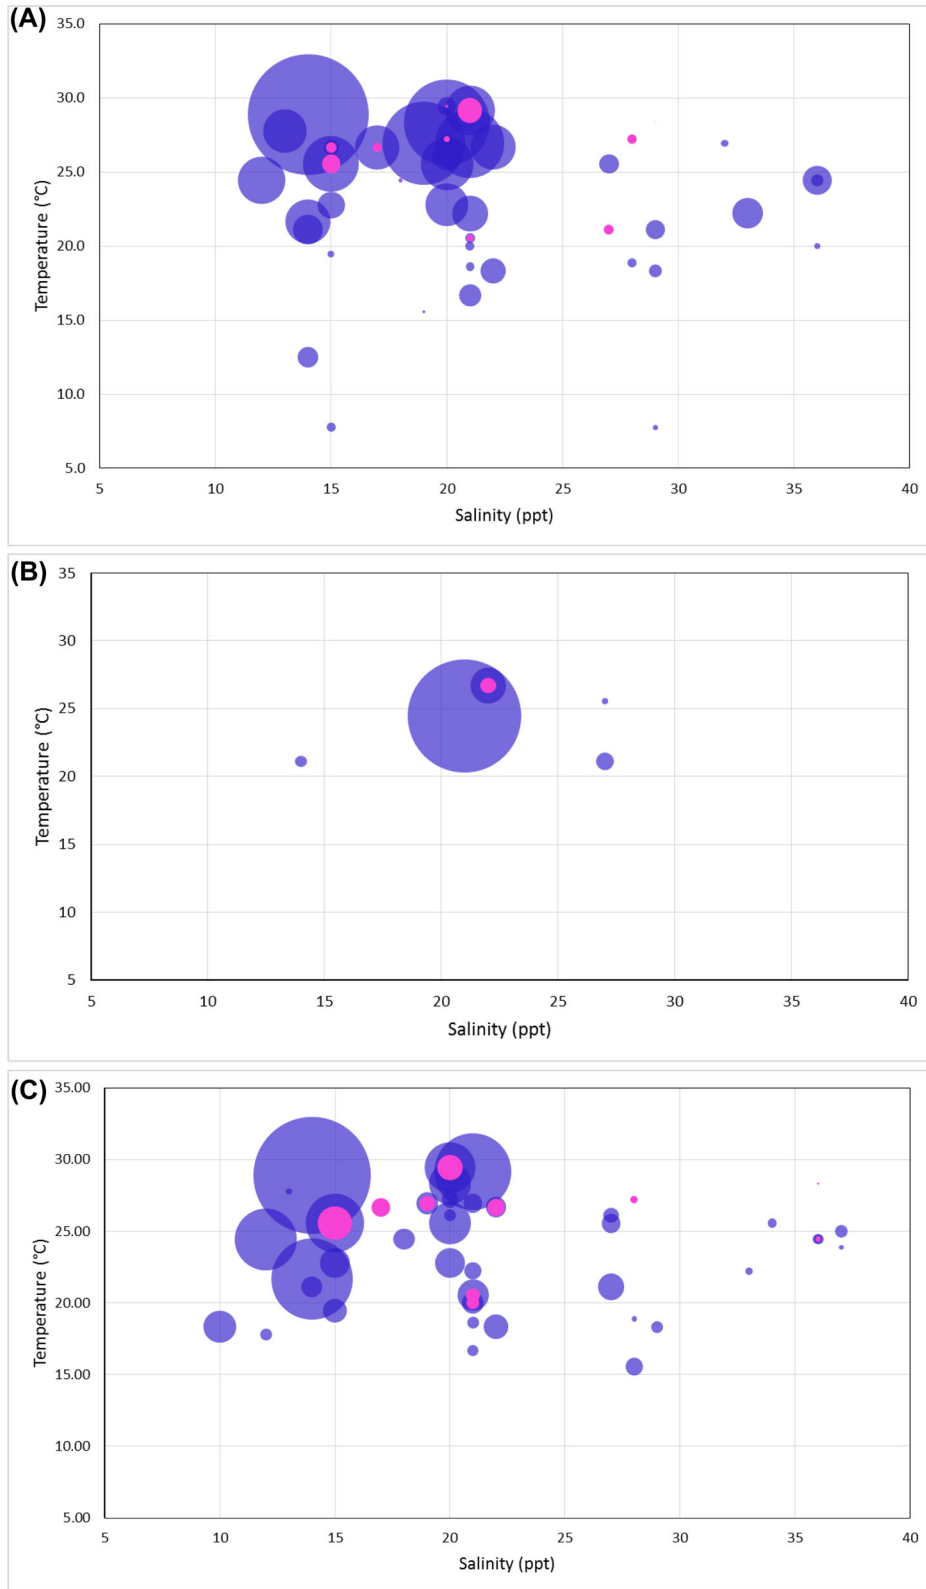 (A)
35.0
30.0
25.0
20.0
15.0
10.0
5.0
Temperature (°C)
5 10 15 20 25 30 35 40
Salinity (ppt)
(B)
35
30
25
20
15
10
5
Temperature (°C)
5 10 15 20 25 30 35 40
Salinity (ppt)
(C)
35.00
30.00
25.00
20.00
15.00
10.00
5.00
Temperature (°C)
5 10 15 20 25 30 35 40
Salinity (ppt)